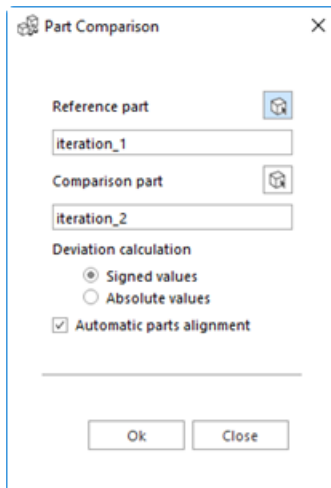 Part Comparison
Reference part
iteration_1
Comparison part
iteration_2
Deviation calculation
Signed values
Absolute values
Automatic parts alignment
Ok Close